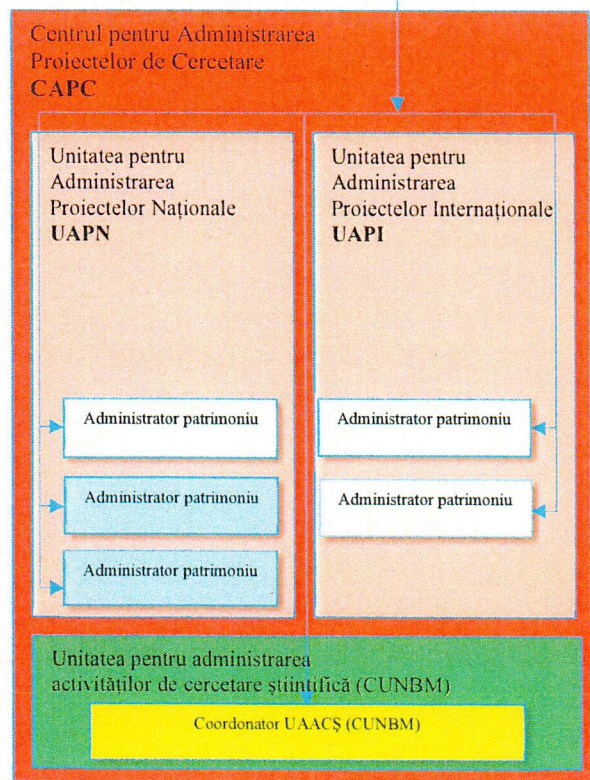 Centrul pentru Administrarea
Proiectelor de Cercetare
CAPC
Unitatea pentru
Administrarea
Proiectelor Naționale
UAPN
Administrator patrimoniu
Administrator patrimoniu
Administrator patrimoniu
Unitatea pentru
Administrarea
Proiectelor Internaționale
UAPI
Administrator patrimoniu
Administrator patrimoniu
Unitatea pentru administrarea
activităților de cercetare științifică (CUNBM)
Coordonator UAACȘ (CUNBM)